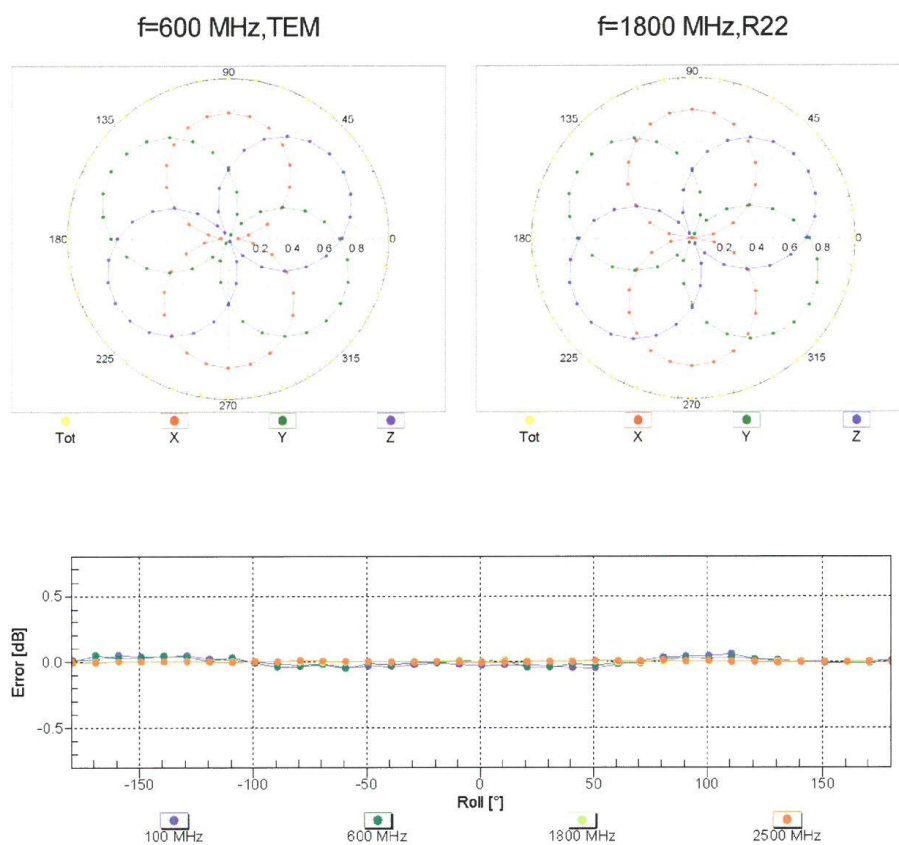 f=600 MHz,TEM
f=1800 MHz,R22
90
135
45
180
0.2 0.4 0.6 0.8
0
225
315
270
Tot X Y Z
90
135
45
180
0.2 0.4 0.6 0.8
0
225
315
270
Tot X Y Z
Error [dB]
0.5
0.0
-0.5
-150 -100 -50 0 50 100 150
Roll [°]
100 MHz 600 MHz 1800 MHz 2500 MHz